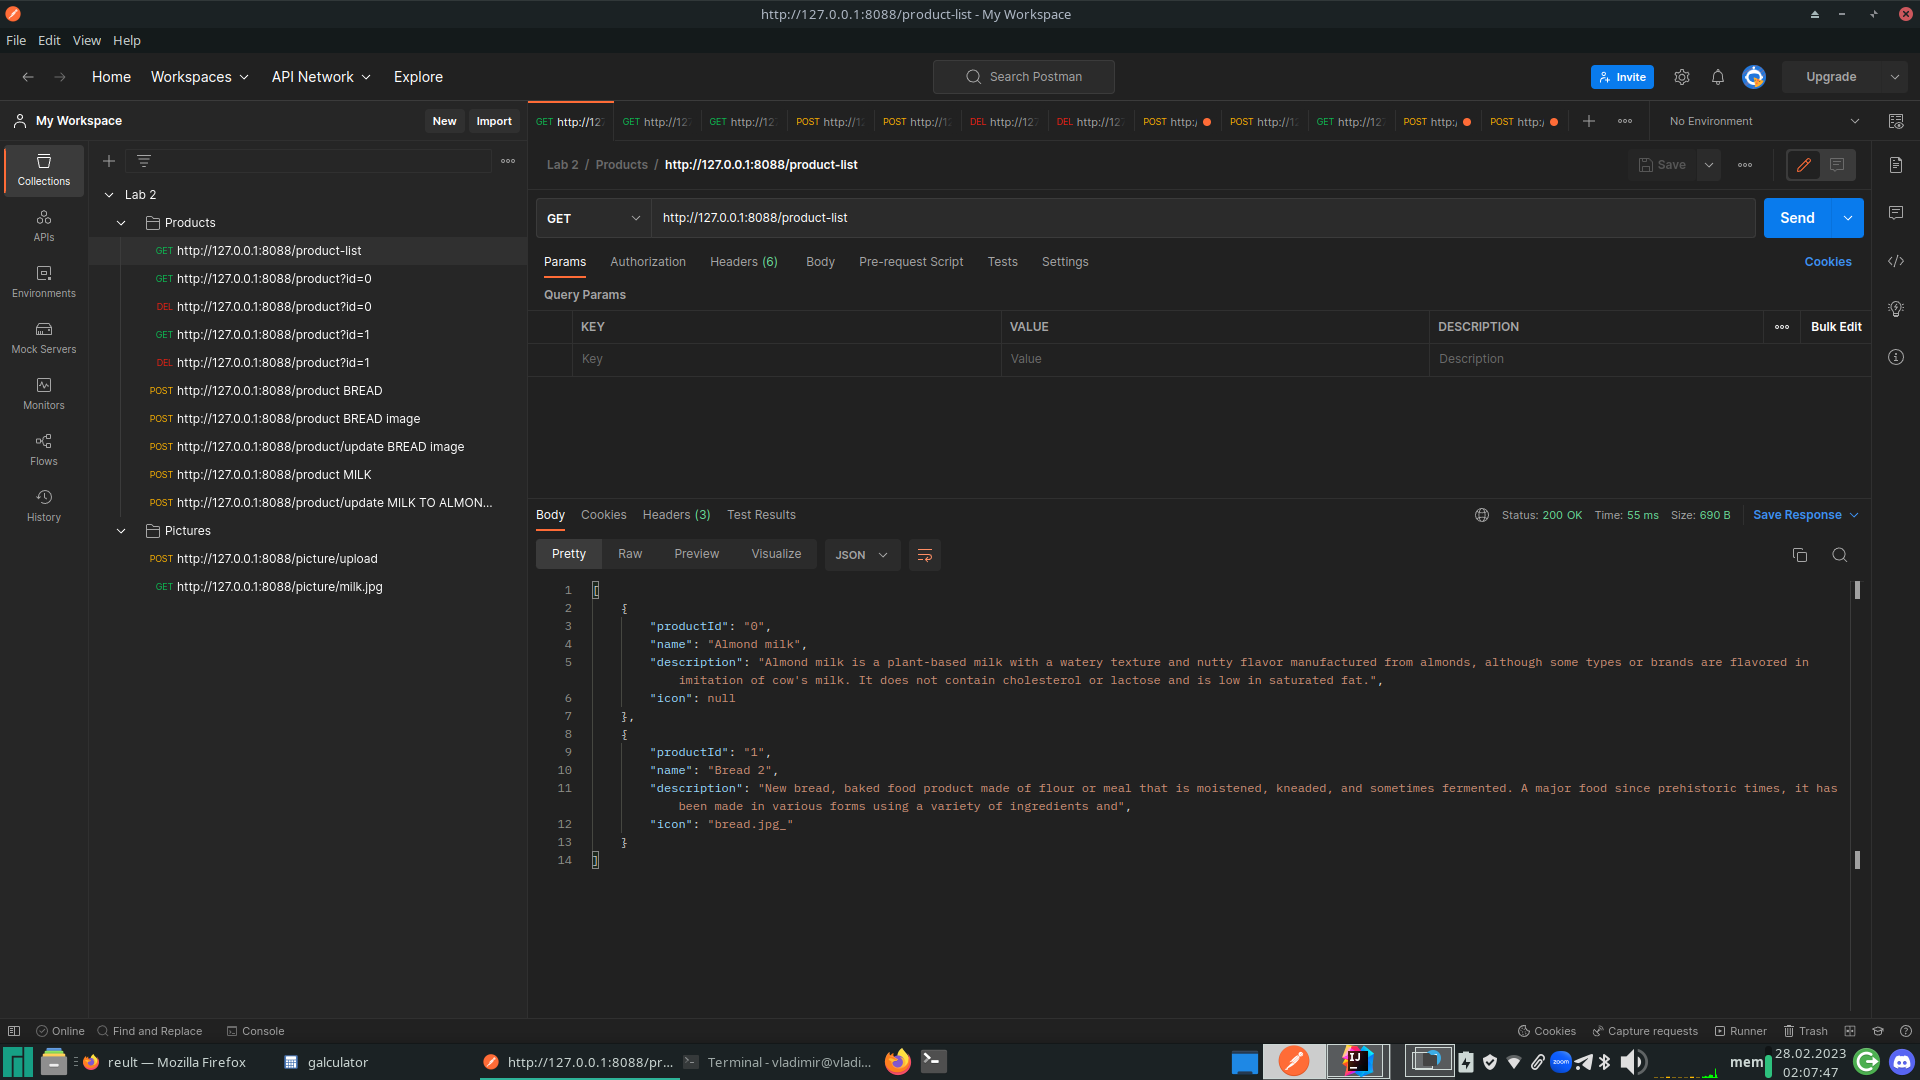 http://127.0.0.1:8088/product-list - My Workspace
File Edit View Help
Home Workspaces API Network Explore
Search Postman
Invite
Upgrade
My Workspace
New Import
GET http://127
GET http://127
GET http://127
POST http://12
POST http://12
DEL http://127
DEL http://127
POST http:/
POST http://12
GET http://127
POST http:/
POST http:/
No Environment
Collections
APIs
Environments
Mock Servers
Monitors
Flows
History
Lab 2
Products
GET http://127.0.0.1:8088/product-list
GET http://127.0.0.1:8088/product?id=0
DEL http://127.0.0.1:8088/product?id=0
GET http://127.0.0.1:8088/product?id=1
DEL http://127.0.0.1:8088/product?id=1
POST http://127.0.0.1:8088/product BREAD
POST http://127.0.0.1:8088/product BREAD image
POST http://127.0.0.1:8088/product/update BREAD image
POST http://127.0.0.1:8088/product MILK
POST http://127.0.0.1:8088/product/update MILK TO ALMON...
Pictures
POST http://127.0.0.1:8088/picture/upload
GET http://127.0.0.1:8088/picture/milk.jpg
Lab 2 / Products / http://127.0.0.1:8088/product-list
Save
GET http://127.0.0.1:8088/product-list
Send
Params Authorization Headers (6) Body Pre-request Script Tests Settings
Cookies
Query Params
KEY VALUE DESCRIPTION Bulk Edit
Key Value Description
Body Cookies Headers (3) Test Results
Status: 200 OK Time: 55 ms Size: 690 B Save Response
Pretty Raw Preview Visualize JSON
1 [
2 {
3 "productId": "0",
4 "name": "Almond milk",
5 "description": "Almond milk is a plant-based milk with a watery texture and nutty flavor manufactured from almonds, although some types or brands are flavored in
imitation of cow's milk. It does not contain cholesterol or lactose and is low in saturated fat.",
6 "icon": null
7 },
8 {
9 "productId": "1",
10 "name": "Bread 2",
11 "description": "New bread, baked food product made of flour or meal that is moistened, kneaded, and sometimes fermented. A major food since prehistoric times, it has
been made in various forms using a variety of ingredients and",
12 "icon": "bread.jpg_"
13 }
14 ]
Online Find and Replace Console
Cookies Capture requests Runner Trash
reult — Mozilla Firefox
galculator
http://127.0.0.1:8088/pr...
Terminal - vladimir@vladi...
IJ
zoom
mem
28.02.2023
02:07:47